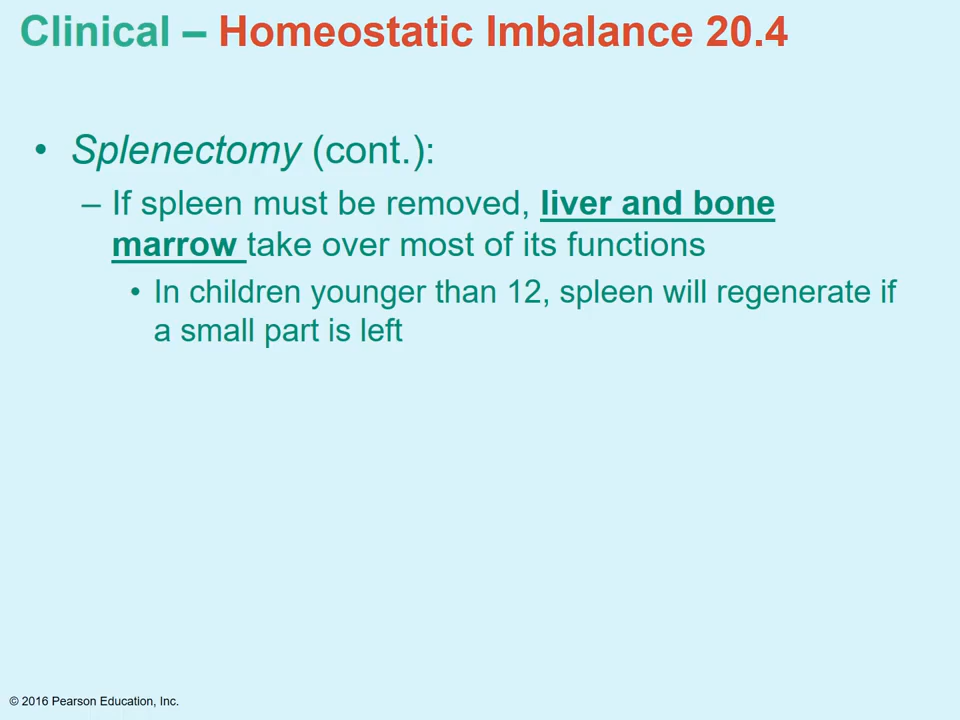 Clinical – Homeostatic Imbalance 20.4
• Splenectomy (cont.):
– If spleen must be removed, liver and bone
marrow take over most of its functions
• In children younger than 12, spleen will regenerate if
a small part is left
© 2016 Pearson Education, Inc.